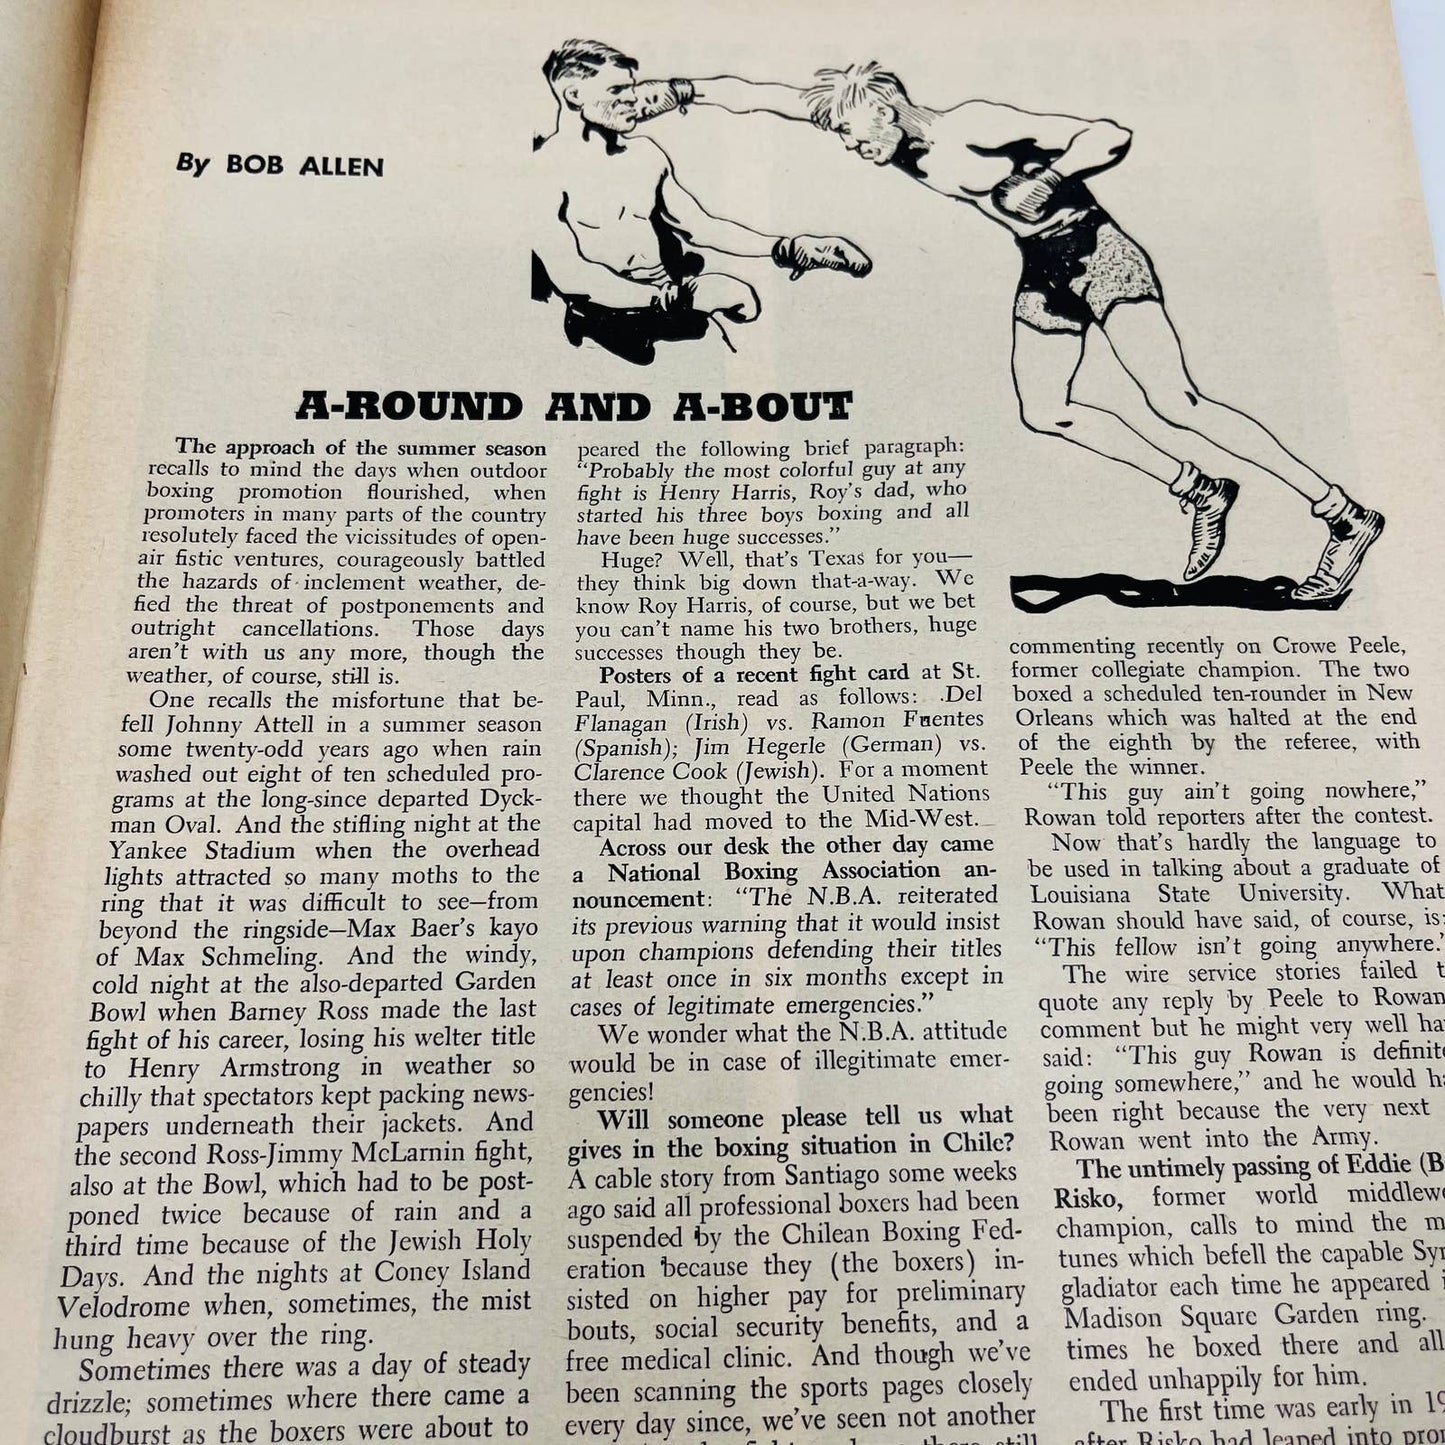 By BOB ALLEN
A-ROUND AND A-BOUT
The approach of the summer season
recalls to mind the days when outdoor
boxing promotion flourished, when
promoters in many parts of the country
resolutely faced the vicissitudes of open-
air fistic ventures, courageously battled
the hazards of inclement weather, de-
fied the threat of postponements and
outright cancellations. Those days
aren't with us any more, though the
weather, of course, still is.
One recalls the misfortune that be-
fell Johnny Attell in a summer season
some twenty-odd years ago when rain
washed out eight of ten scheduled pro-
grams at the long-since departed Dyck-
man Oval. And the stifling night at the
Yankee Stadium when the overhead
lights attracted so many moths to the
ring that it was difficult to see—from
beyond the ringside—Max Baer's kayo
of Max Schmeling. And the windy,
cold night at the also-departed Garden
Bowl when Barney Ross made the last
fight of his career, losing his welter title
to Henry Armstrong in weather so
chilly that spectators kept packing news-
papers underneath their jackets. And
the second Ross-Jimmy McLarnin fight,
also at the Bowl, which had to be post-
poned twice because of rain and a
third time because of the Jewish Holy
Days. And the nights at Coney Island
Velodrome when, sometimes, the mist
hung heavy over the ring.
Sometimes there was a day of steady
drizzle; sometimes where there came a
cloudburst as the boxers were about to
peared the following brief paragraph:
"Probably the most colorful guy at any
fight is Henry Harris, Roy's dad, who
started his three boys boxing and all
have been huge successes."
Huge? Well, that's Texas for you—
they think big down that-a-way. We
know Roy Harris, of course, but we bet
you can't name his two brothers, huge
successes though they be.
Posters of a recent fight card at St.
Paul, Minn., read as follows: Del
Flanagan (Irish) vs. Ramon Fuentes
(Spanish); Jim Hegerle (German) vs.
Clarence Cook (Jewish). For a moment
there we thought the United Nations
capital had moved to the Mid-West.
Across our desk the other day came
a National Boxing Association an-
nouncement: "The N.B.A. reiterated
its previous warning that it would insist
upon champions defending their titles
at least once in six months except in
cases of legitimate emergencies."
We wonder what the N.B.A. attitude
would be in case of illegitimate emer-
gencies!
Will someone please tell us what
gives in the boxing situation in Chile?
A cable story from Santiago some weeks
ago said all professional boxers had been
suspended by the Chilean Boxing Fed-
eration because they (the boxers) in-
sisted on higher pay for preliminary
bouts, social security benefits, and a
free medical clinic. And though we've
been scanning the sports pages closely
every day since, we've seen not another
still
commenting recently on Crowe Peele,
former collegiate champion. The two
boxed a scheduled ten-rounder in New
Orleans which was halted at the end
of the eighth by the referee, with
Peele the winner.
"This guy ain't going nowhere,"
Rowan told reporters after the contest.
Now that's hardly the language to
be used in talking about a graduate of
Louisiana State University. What
Rowan should have said, of course, is:
"This fellow isn't going anywhere."
The wire service stories failed t
quote any reply by Peele to Rowan
comment but he might very well ha
said: "This guy Rowan is definite
going somewhere," and he would ha
been right because the very next
Rowan went into the Army.
The untimely passing of Eddie (B
Risko, former world middlewe
champion, calls to mind the m
tunes which befell the capable Syr
gladiator each time he appeared i
Madison Square Garden ring.
times he boxed there and all
ended unhappily for him.
The first time was early in 19
after Risko had leaped into pro